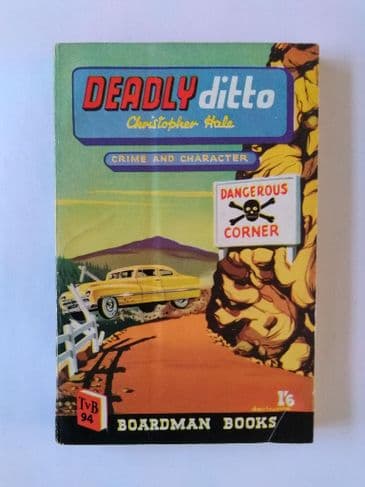 DEADLY ditto
Christopher Hale
CRIME AND CHARACTER
DANGEROUS
CORNER
1'6
TVB
94
BOARDMAN BOOKS